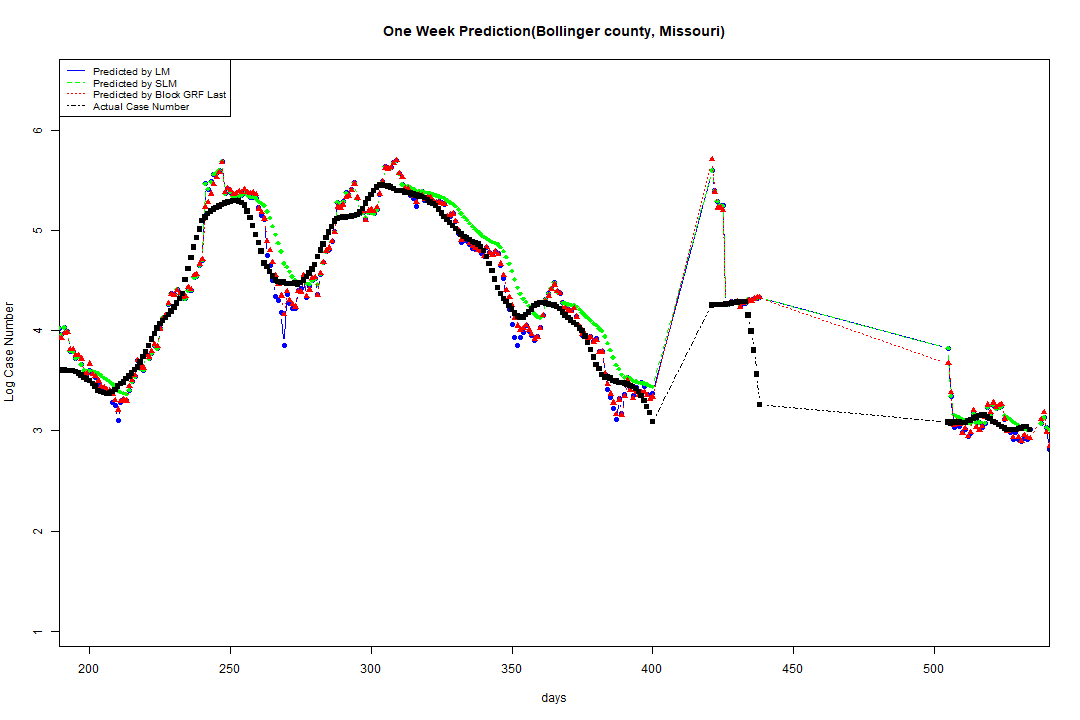 One Week Prediction(Bollinger county, Missouri)
Predicted by LM
Predicted by SLM
Predicted by Block GRF Last
Actual Case Number
6
5
4
3
2
1
Log Case Number
200 250 300 350 400 450 500
days